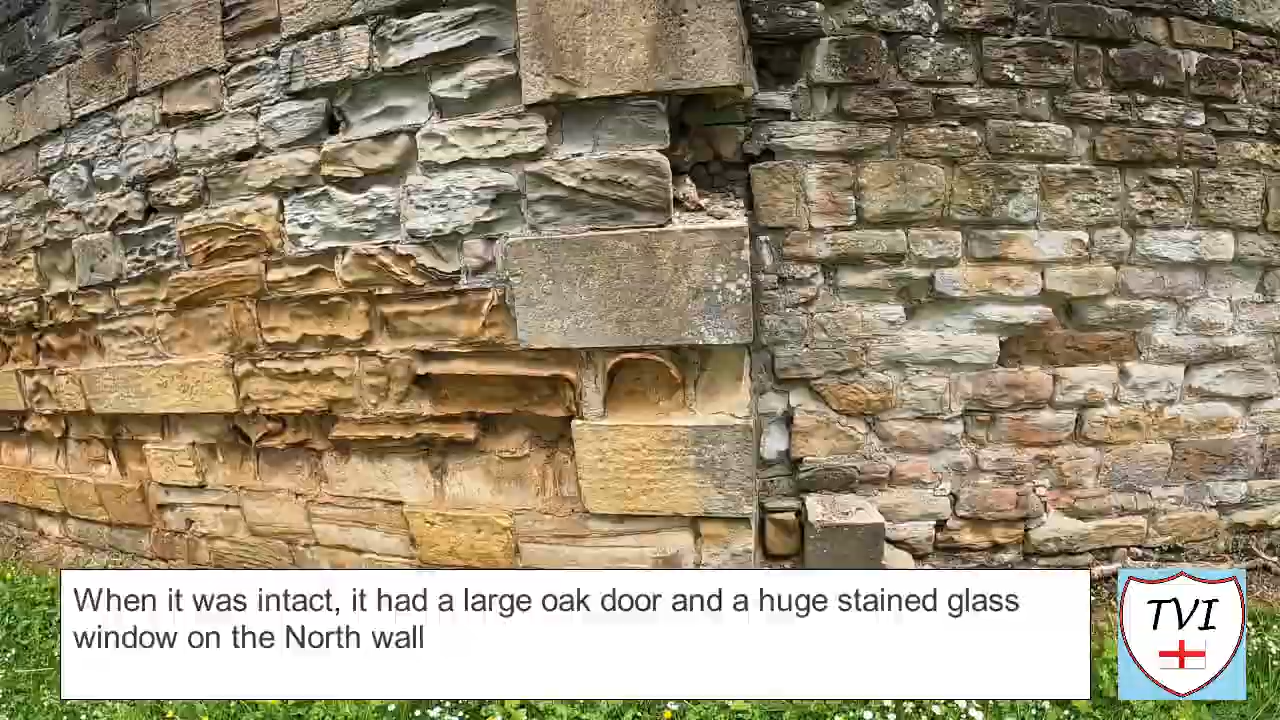 When it was intact, it had a large oak door and a huge stained glass
window on the North wall
TVI